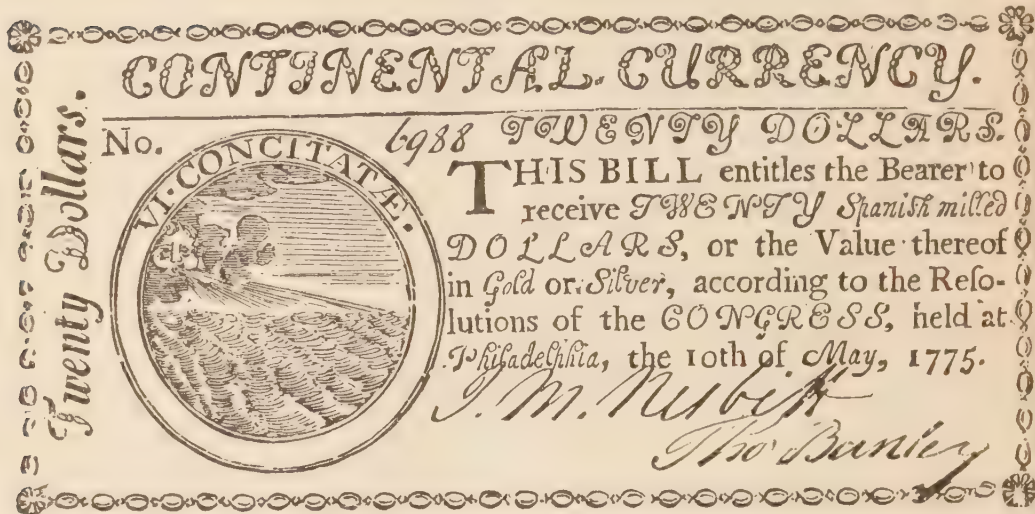 CONTINENTAL CURRENCY.
Twenty Dollars.
No. 6988 TWENTY DOLLARS.
VI·CONCITATÆ.
THIS BILL entitles the Bearer to
receive TWENTY Spanish milled
DOLLARS, or the Value thereof
in Gold or Silver, according to the Reſo-
lutions of the CONGRESS, held at
Philadelphia, the 10th of May, 1775.
J. M. Nesbitt
Tho Barclay